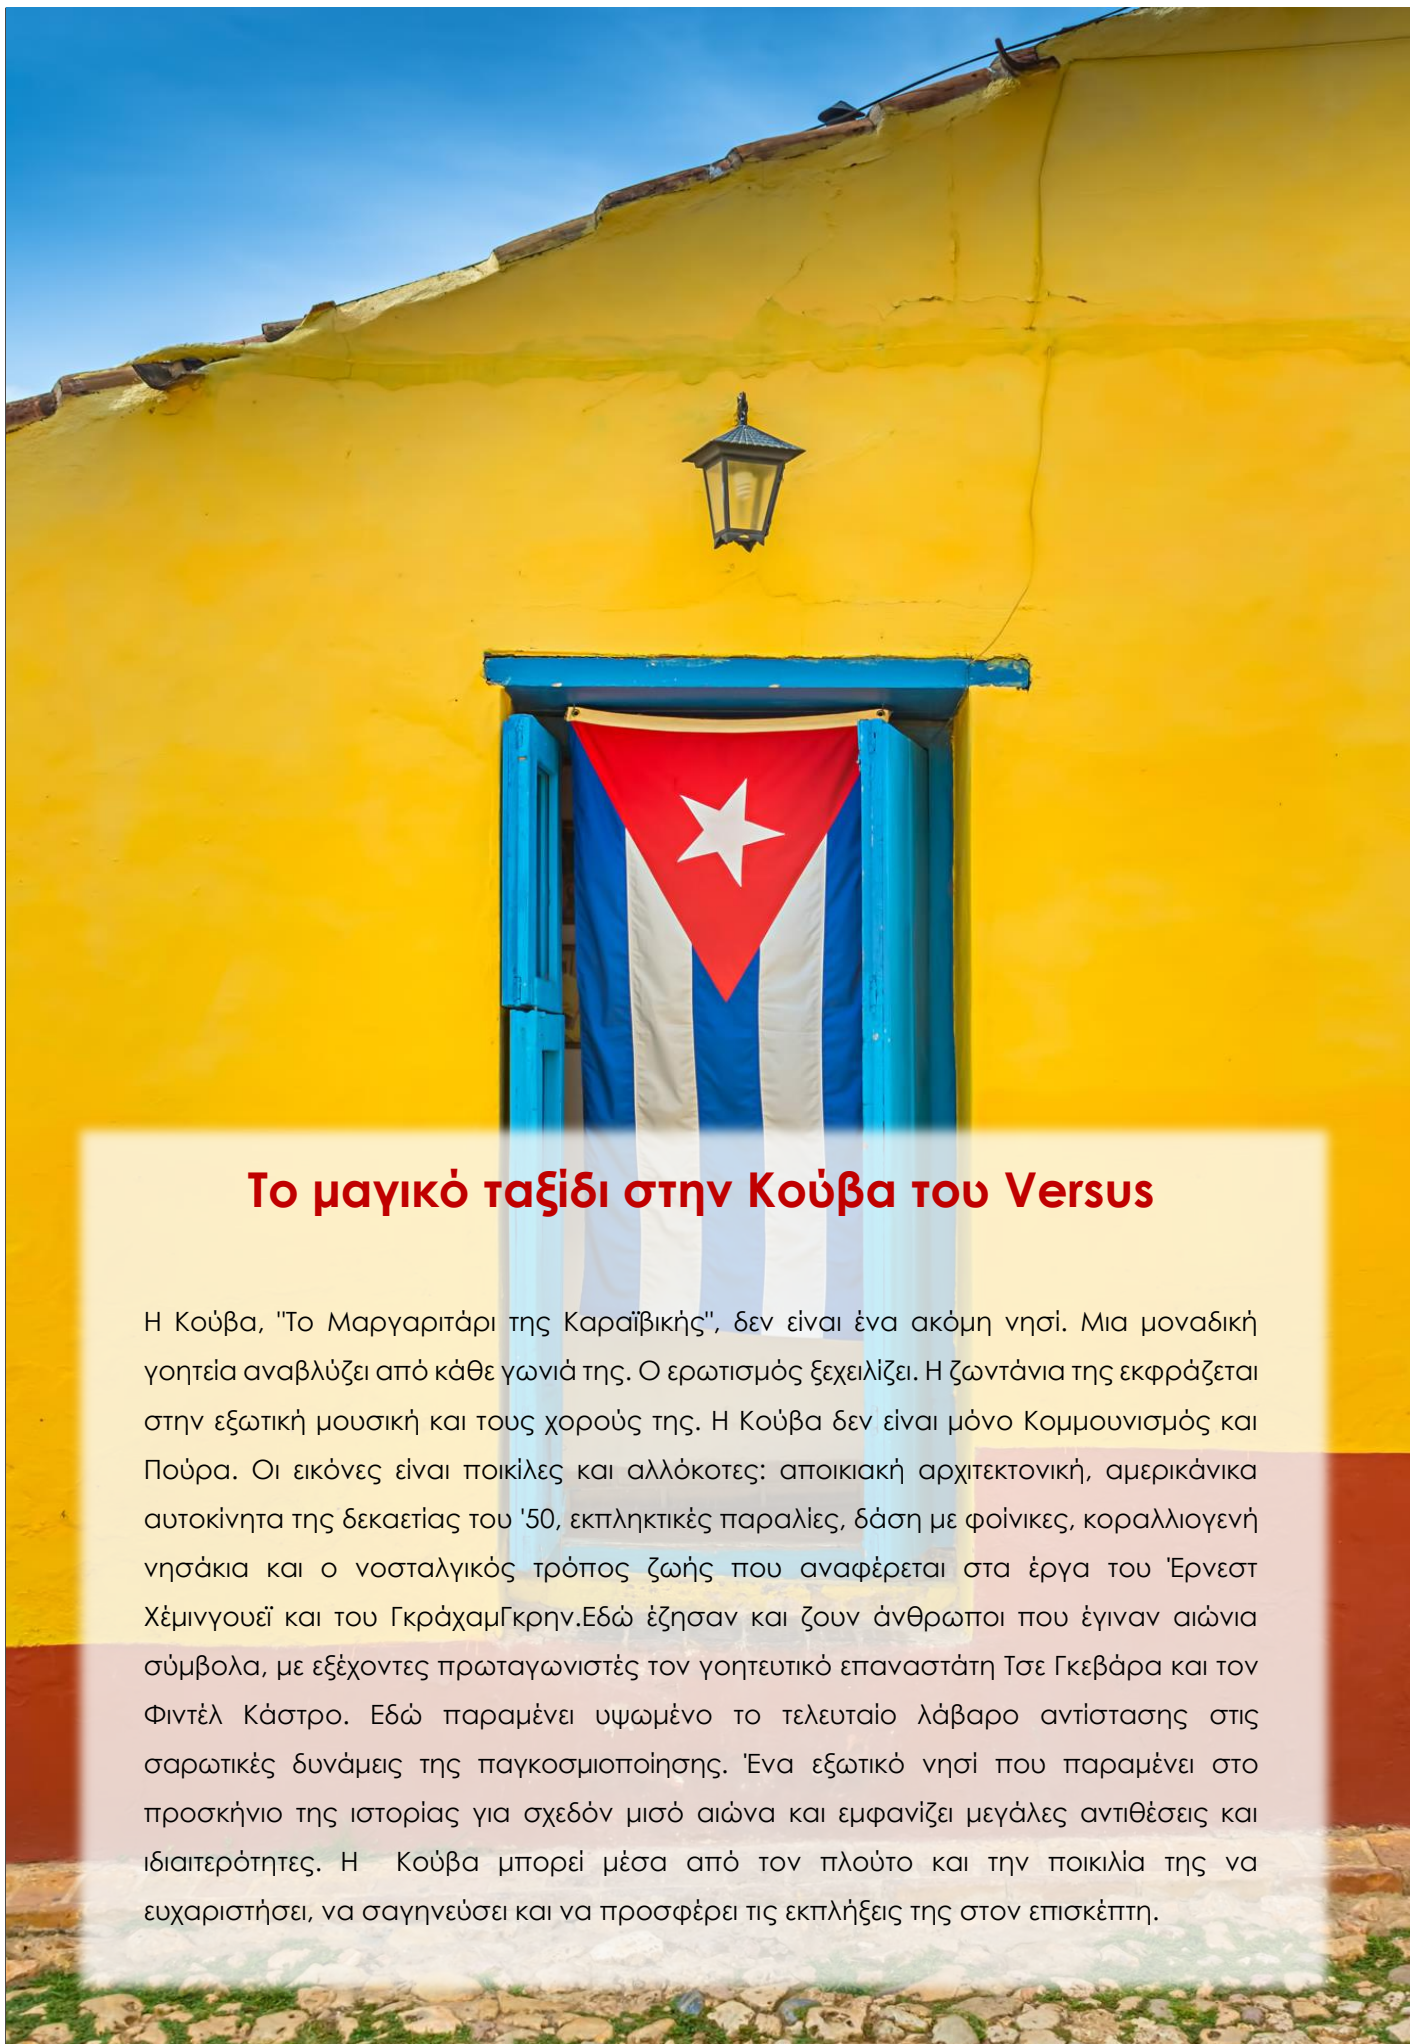 Το μαγικό ταξίδι στην Κούβα του Versus
Η Κούβα, "Το Μαργαριτάρι της Καραϊβικής", δεν είναι ένα ακόμη νησί. Μια μοναδική
γοητεία αναβλύζει από κάθε γωνιά της. Ο ερωτισμός ξεχειλίζει. Η ζωντάνια της εκφράζεται
στην εξωτική μουσική και τους χορούς της. Η Κούβα δεν είναι μόνο Κομμουνισμός και
Πούρα. Οι εικόνες είναι ποικίλες και αλλόκοτες: αποικιακή αρχιτεκτονική, αμερικάνικα
αυτοκίνητα της δεκαετίας του '50, εκπληκτικές παραλίες, δάση με φοίνικες, κοραλλιογενή
νησάκια και ο νοσταλγικός τρόπος ζωής που αναφέρεται στα έργα του Έρνεστ
Χέμινγουεϊ και του ΓκράχαμΓκρην.Εδώ έζησαν και ζουν άνθρωποι που έγιναν αιώνια
σύμβολα, με εξέχοντες πρωταγωνιστές τον γοητευτικό επαναστάτη Τσε Γκεβάρα και τον
Φιντέλ Κάστρο. Εδώ παραμένει υψωμένο το τελευταίο λάβαρο αντίστασης στις
σαρωτικές δυνάμεις της παγκοσμιοποίησης. Ένα εξωτικό νησί που παραμένει στο
προσκήνιο της ιστορίας για σχεδόν μισό αιώνα και εμφανίζει μεγάλες αντιθέσεις και
ιδιαιτερότητες. Η  Κούβα μπορεί μέσα από τον πλούτο και την ποικιλία της να
ευχαριστήσει, να σαγηνεύσει και να προσφέρει τις εκπλήξεις της στον επισκέπτη.